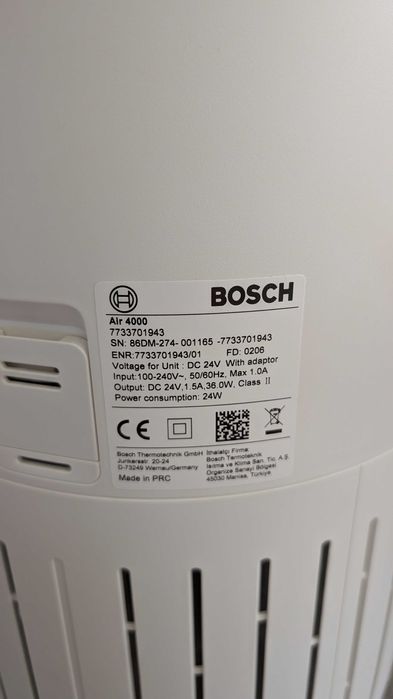 BOSCH
Air 4000
7733701943
SN: 86DM-274- 001165 -7733701943
ENR:7733701943/01 FD: 0206
Voltage for Unit : DC 24V With adaptor
Input:100-240V~, 50/60Hz, Max 1.0A
Output: DC 24V,1.5A,36.0W, Class II
Power consumption: 24W
CE
Bosch Thermotechnik GmbH
Junkersstr. 20-24
D-73249 Wernau/Germany
Made in PRC
İthalatçı Firma:
Bosch Termoteknik
Isıtma ve Klima San. Tic. A.Ş.
Organize Sanayi Bölgesi
45030 Manisa, Türkiye.